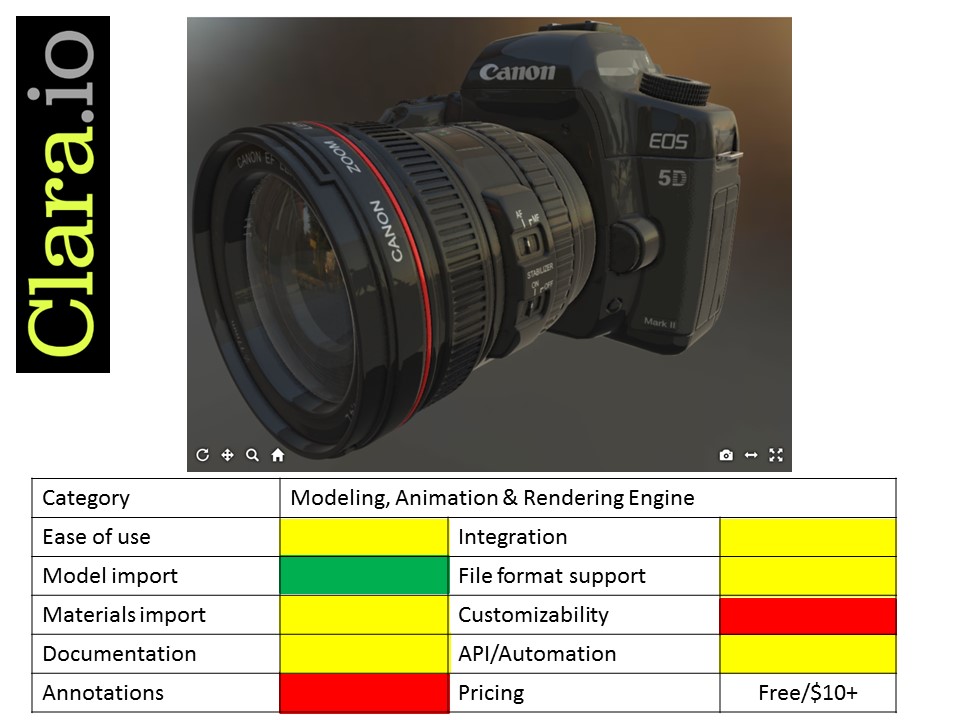 Clara.io
Canon
EOS
5D
Mark II
ZOOM
CANON EF
CANON
AF MF
STABILIZER
ON OFF
Category Modeling, Animation & Rendering Engine
Ease of use Integration
Model import File format support
Materials import Customizability
Documentation API/Automation
Annotations Pricing Free/$10+